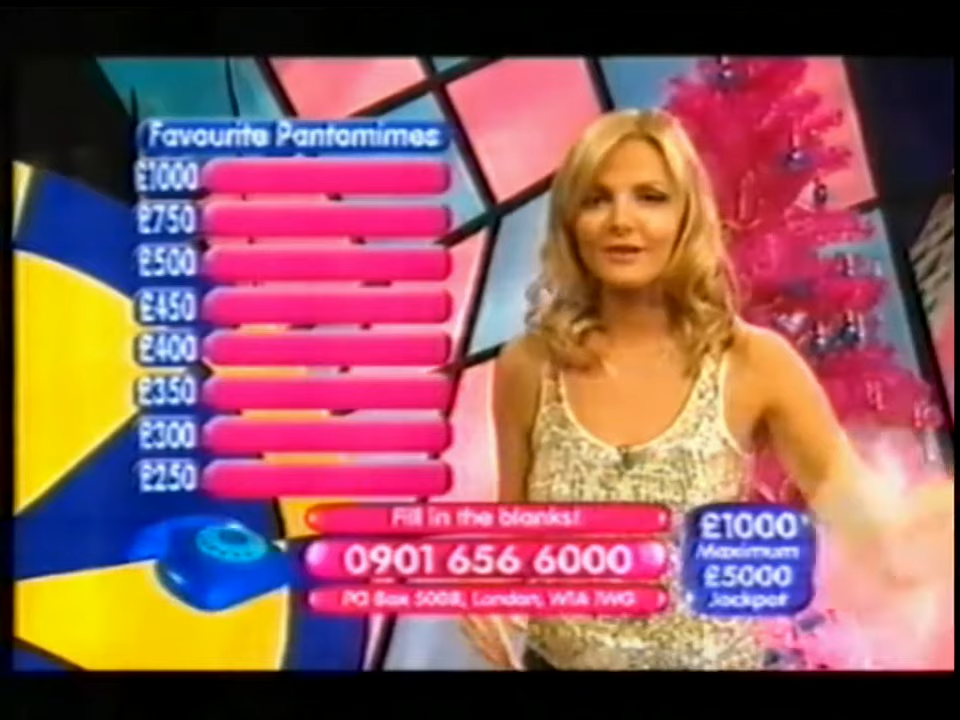 Favourite Pantomimes
£1000
£750
£500
£450
£400
£350
£300
£250
Fill in the blanks!
0901 656 6000
PO Box 5008, London, W1A 7WG
£1000
Maximum
£5000
Jackpot